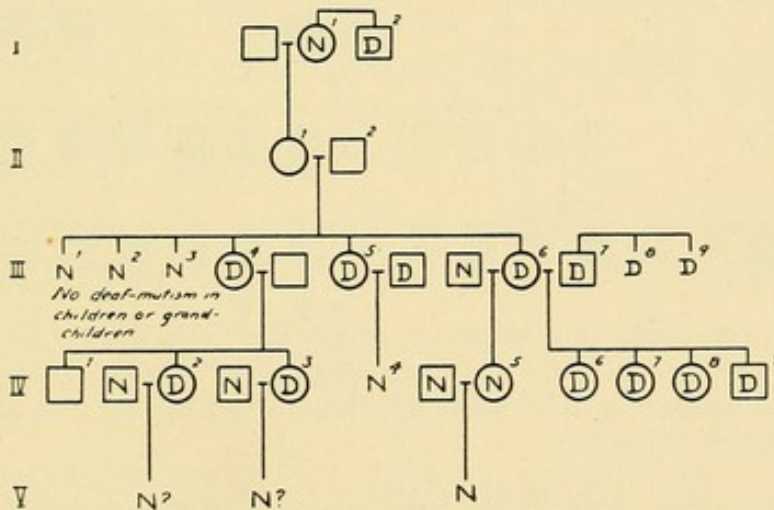 I N 1 D 2
II 1 2
III N 1 N 2 N 3 D 4 D 5 D N D 6 D 7 D 8 D 9
No deaf-mutism in
children or grand-
children
IV 1 N D 2 N D 3 N 4 N N 5 D 6 D 7 D 8 D
V N? N? N